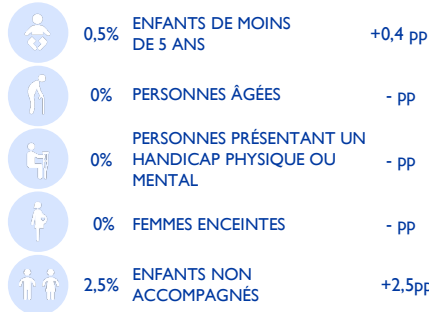 0,5% ENFANTS DE MOINS DE 5 ANS +0,4 pp
0% PERSONNES ÂGÉES - pp
0% PERSONNES PRÉSENTANT UN HANDICAP PHYSIQUE OU MENTAL - pp
0% FEMMES ENCEINTES - pp
2,5% ENFANTS NON ACCOMPAGNÉS +2,5pp